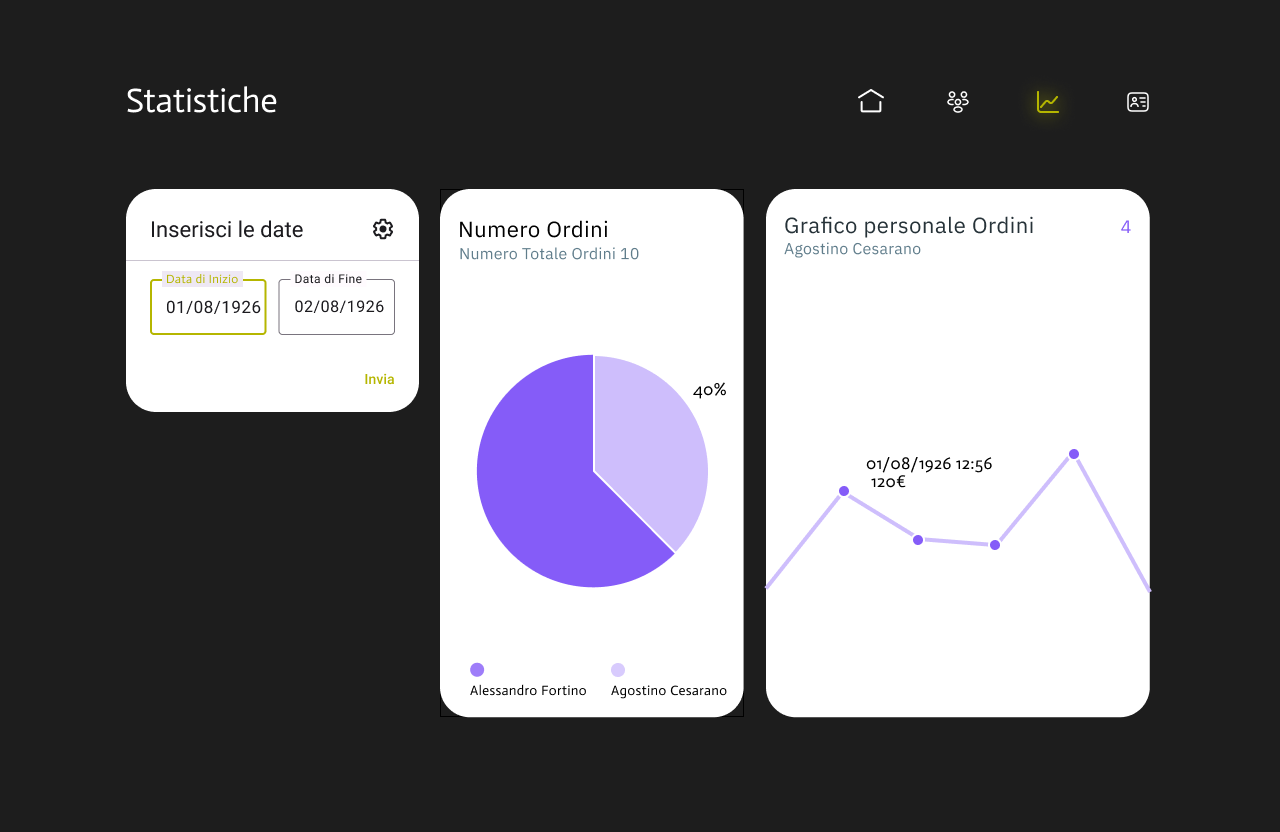 Statistiche
Inserisci le date
Data di Inizio
01/08/1926
Data di Fine
02/08/1926
Invia
Numero Ordini
Numero Totale Ordini 10
40%
Alessandro Fortino
Agostino Cesarano
Grafico personale Ordini
4
Agostino Cesarano
01/08/1926 12:56
120€